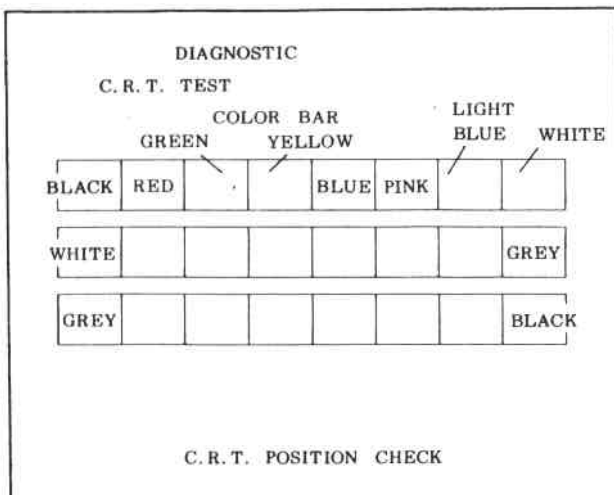 DIAGNOSTIC
C.R.T. TEST
COLOR BAR
LIGHT
GREEN YELLOW BLUE WHITE
BLACK RED BLUE PINK
WHITE GREY
GREY BLACK
C.R.T. POSITION CHECK